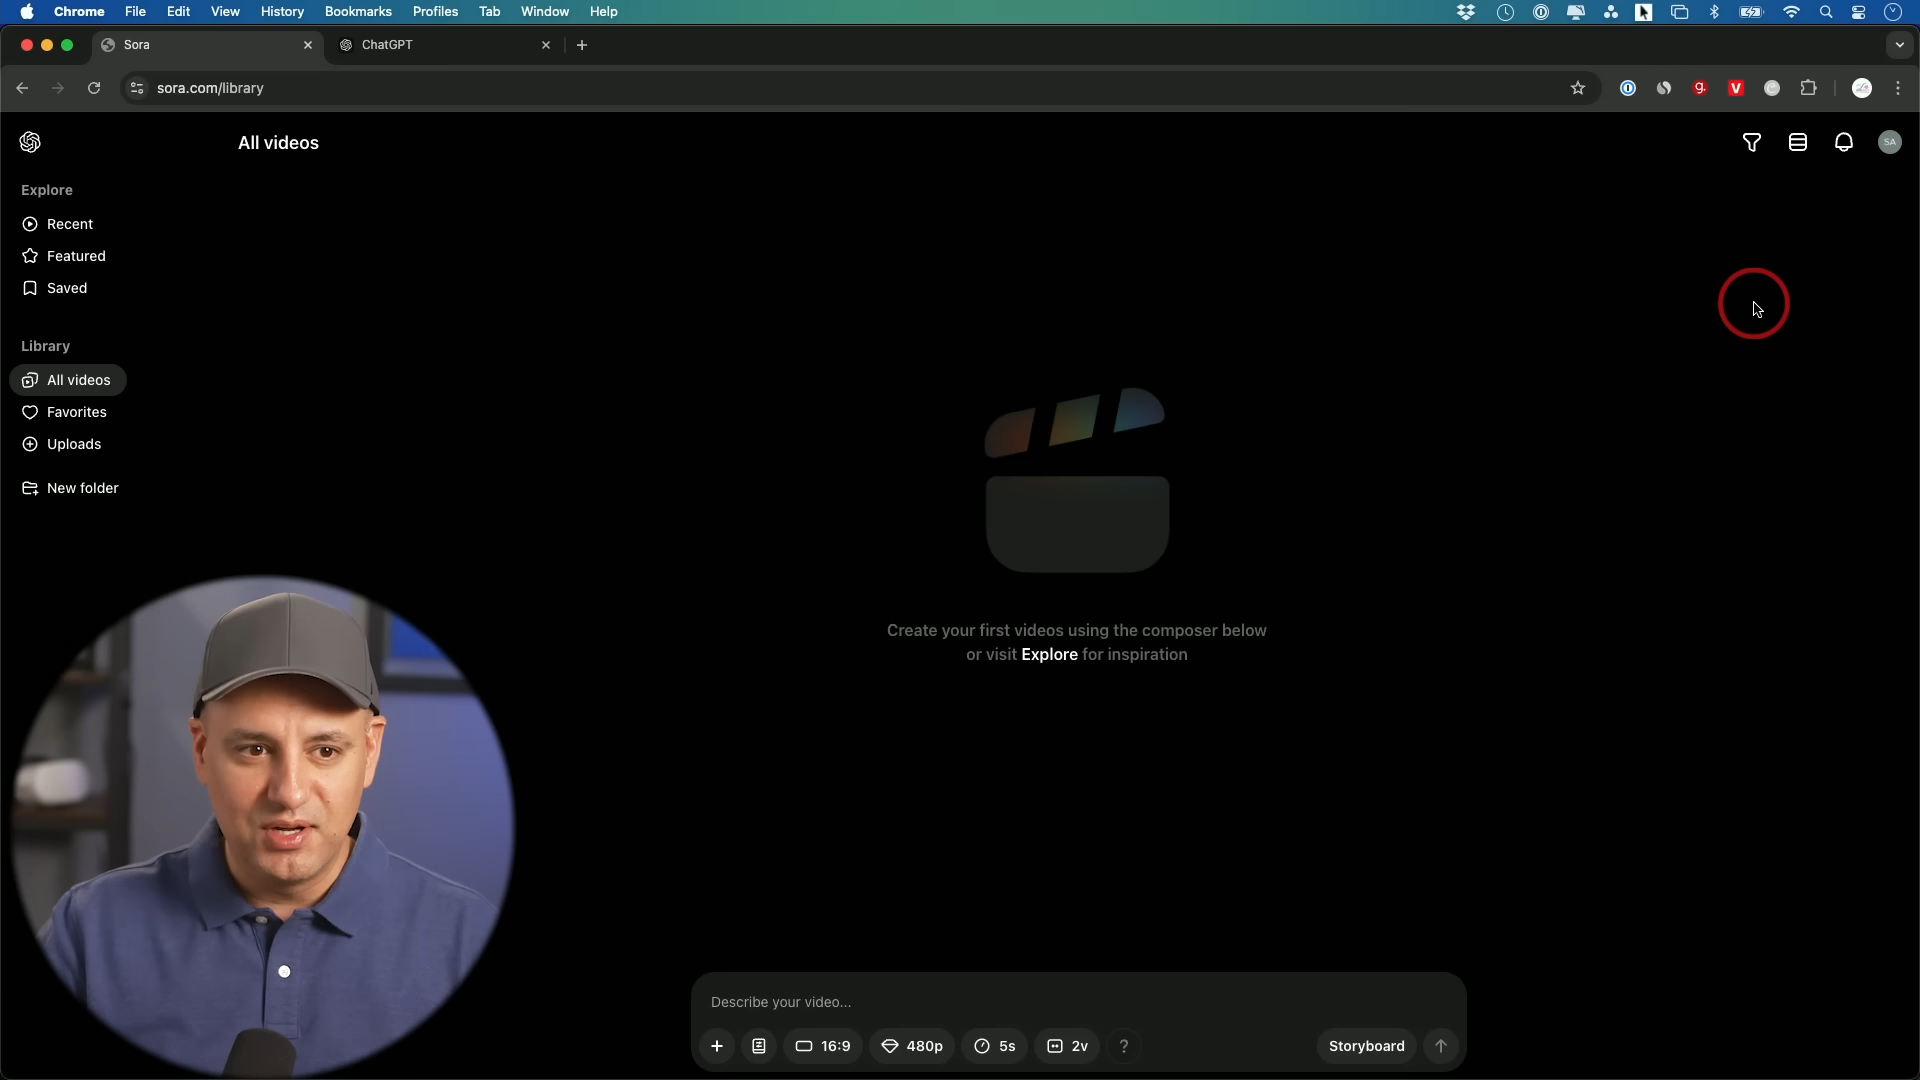 Chrome File Edit View History Bookmarks Profiles Tab Window Help
Sora
ChatGPT
sora.com/library
g.
V
All videos
SA
Explore
Recent
Featured
Saved
Library
All videos
Favorites
Uploads
New folder
Create your first videos using the composer below
or visit Explore for inspiration
Describe your video...
+ 16:9 480p 5s 2v ? Storyboard